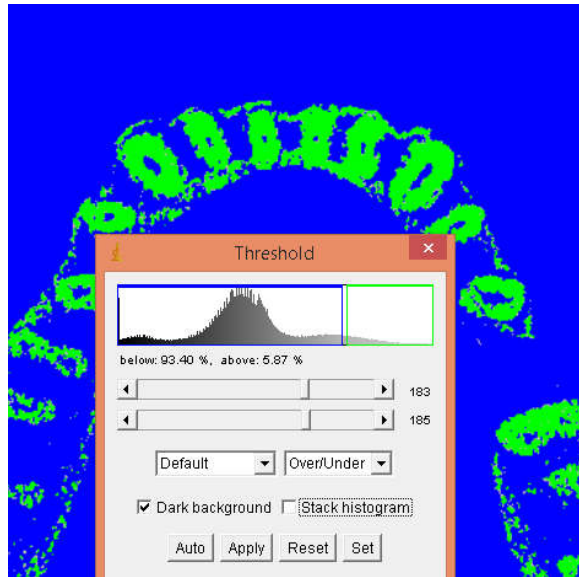 Threshold
below: 93.40 %, above: 5.87 %
183
185
Default Over/Under
Dark background Stack histogram
Auto Apply Reset Set